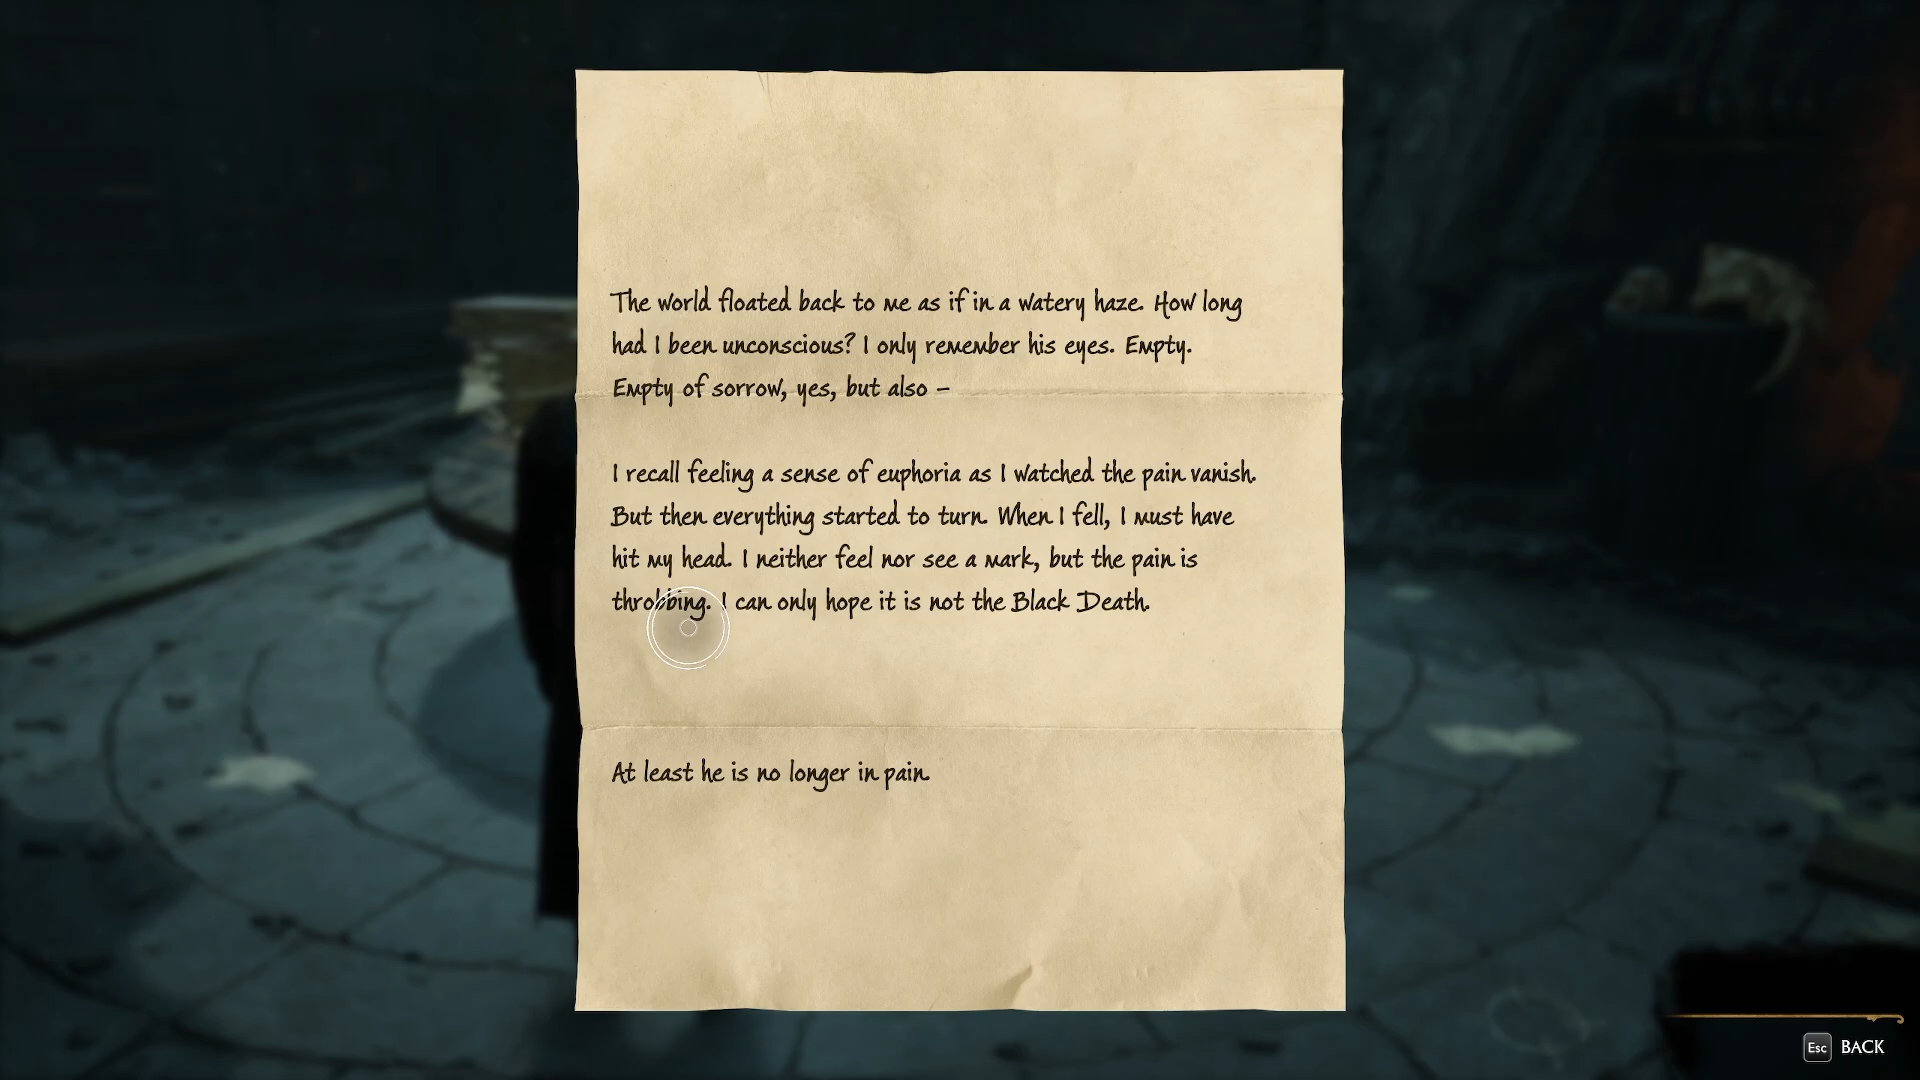 The world floated back to me as if in a watery haze. How long
had I been unconscious? I only remember his eyes. Empty.
Empty of sorrow, yes, but also –
I recall feeling a sense of euphoria as I watched the pain vanish.
But then everything started to turn. When I fell, I must have
hit my head. I neither feel nor see a mark, but the pain is
throbbing. I can only hope it is not the Black Death.
At least he is no longer in pain.
Esc BACK